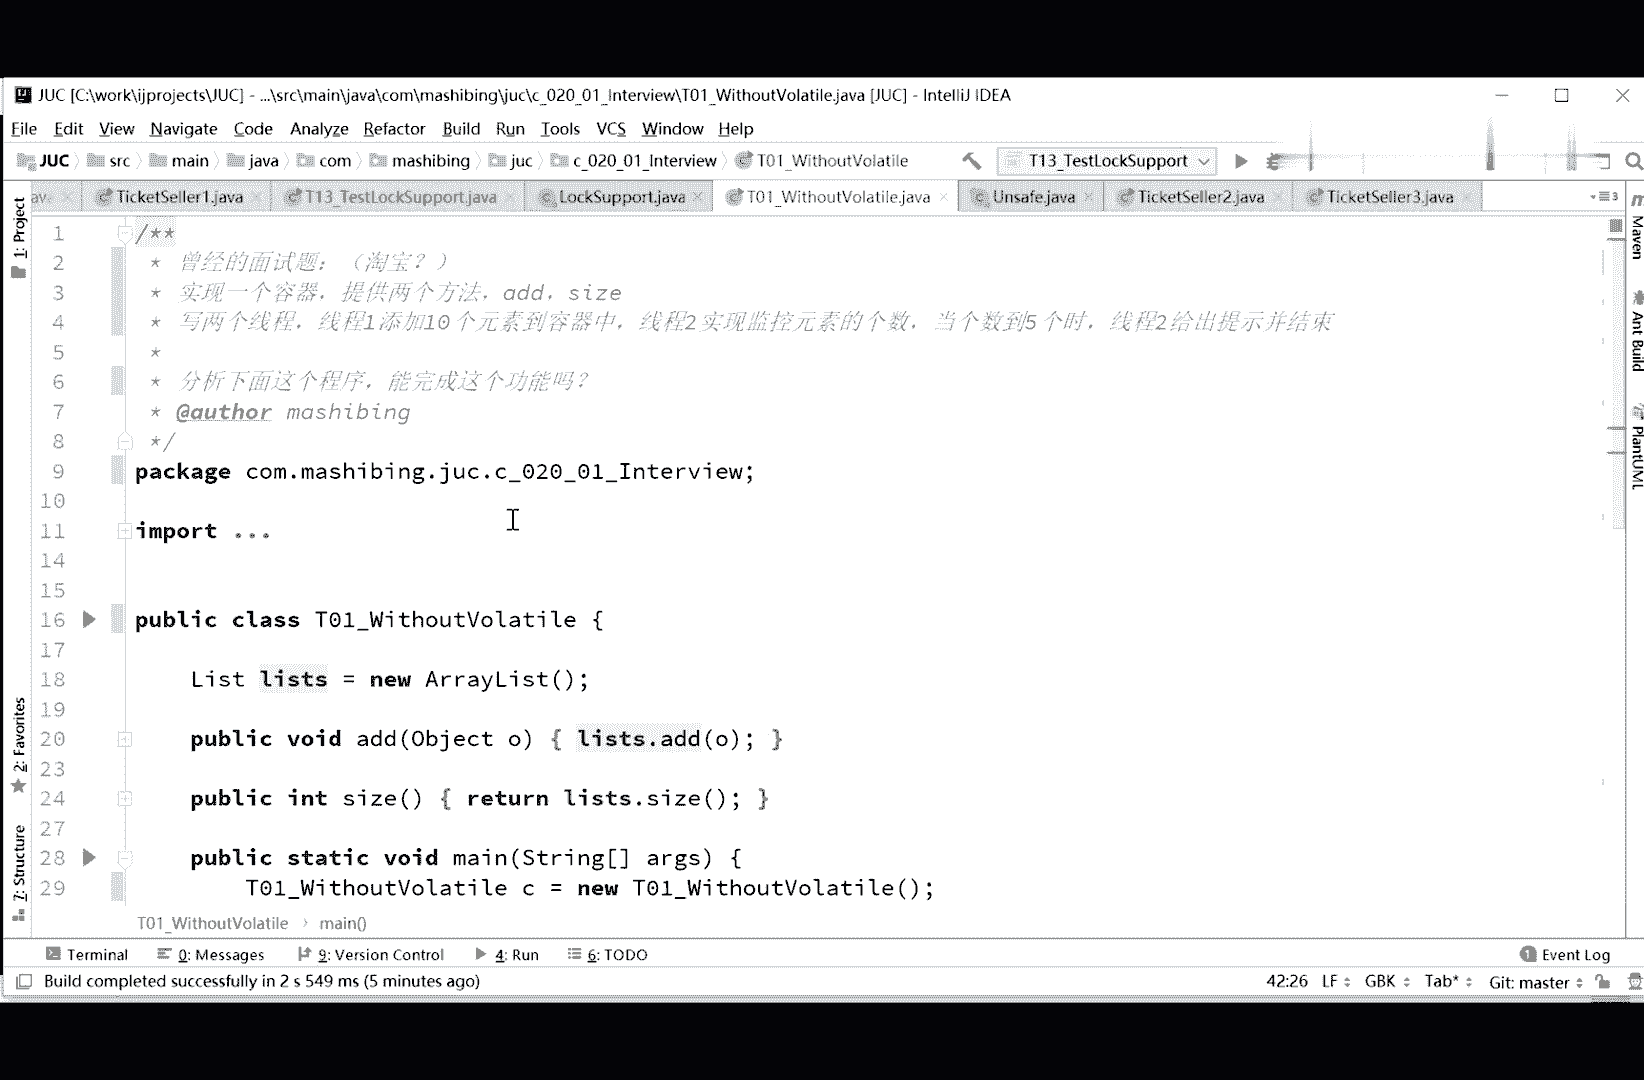 JUC [C:\work\ijprojects\JUC] - ...\src\main\java\com\mashibing\juc\c_020_01_Interview\T01_WithoutVolatile.java [JUC] - IntelliJ IDEA
File Edit View Navigate Code Analyze Refactor Build Run Tools VCS Window Help
JUC src main java com mashibing juc c_020_01_Interview T01_WithoutVolatile T13_TestLockSupport
TicketSeller1.java T13_TestLockSupport.java LockSupport.java T01_WithoutVolatile.java Unsafe.java TicketSeller2.java TicketSeller3.java
1: Project
2: Favorites
7: Structure
1 /**
2 * 曾经的面试题：（淘宝？）
3 * 实现一个容器，提供两个方法，add，size
4 * 写两个线程，线程1添加10个元素到容器中，线程2实现监控元素的个数，当个数到5个时，线程2给出提示并结束
5 *
6 * 分析下面这个程序，能完成这个功能吗？
7 * @author mashibing
8 */
9 package com.mashibing.juc.c_020_01_Interview;
10
11 import ...
14
15
16 public class T01_WithoutVolatile {
17
18 List lists = new ArrayList();
19
20 public void add(Object o) { lists.add(o); }
23
24 public int size() { return lists.size(); }
27
28 public static void main(String[] args) {
29 T01_WithoutVolatile c = new T01_WithoutVolatile();
Maven
Ant Build
PlantUML
T01_WithoutVolatile › main()
Terminal 0: Messages 9: Version Control 4: Run 6: TODO 1 Event Log
Build completed successfully in 2 s 549 ms (5 minutes ago) 42:26 LF GBK Tab* Git: master